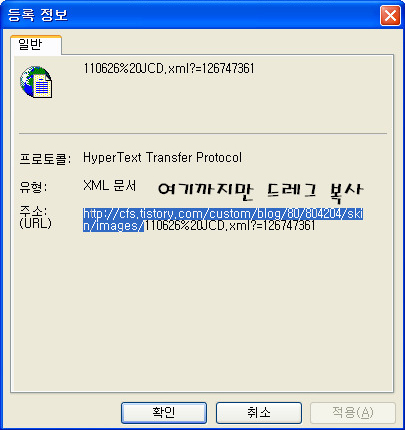 등록 정보
일반
110626%20JCD.xml?=126747361
프로토콜: HyperText Transfer Protocol
유형: XML 문서 여기까지만 드레그 복사
주소: http://cfs.tistory.com/custom/blog/80/804204/ski
(URL) n/images/110626%20JCD.xml?=126747361
확인 취소 적용(A)